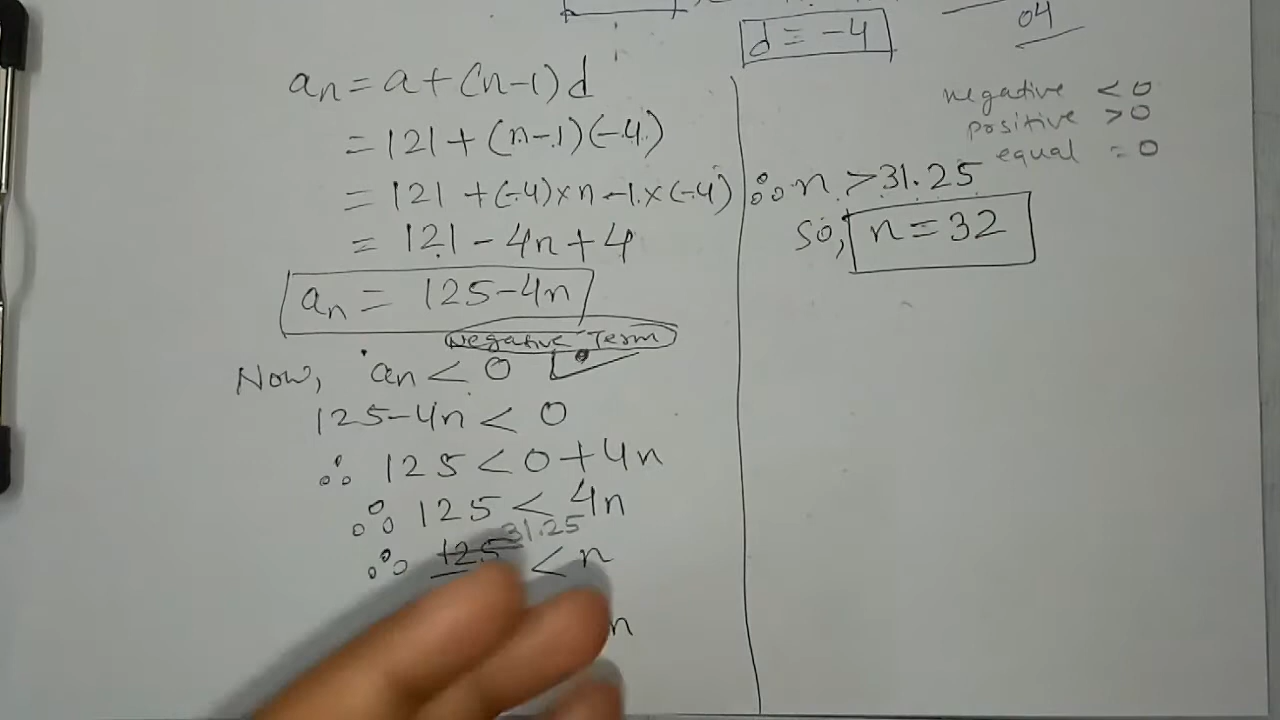 d = -4
04
an = a + (n-1) d
= 121 + (n-1)(-4)
= 121 + (-4)×n -1×(-4)
= 121 - 4n + 4
an = 125-4n
Negative Term
Now, an < 0
125-4n < 0
∴ 125 < 0+4n
∴ 125 < 4n
31.25
∴ 125 < n
n
negative < 0
positive > 0
equal = 0
∴ n > 31.25
so, n = 32